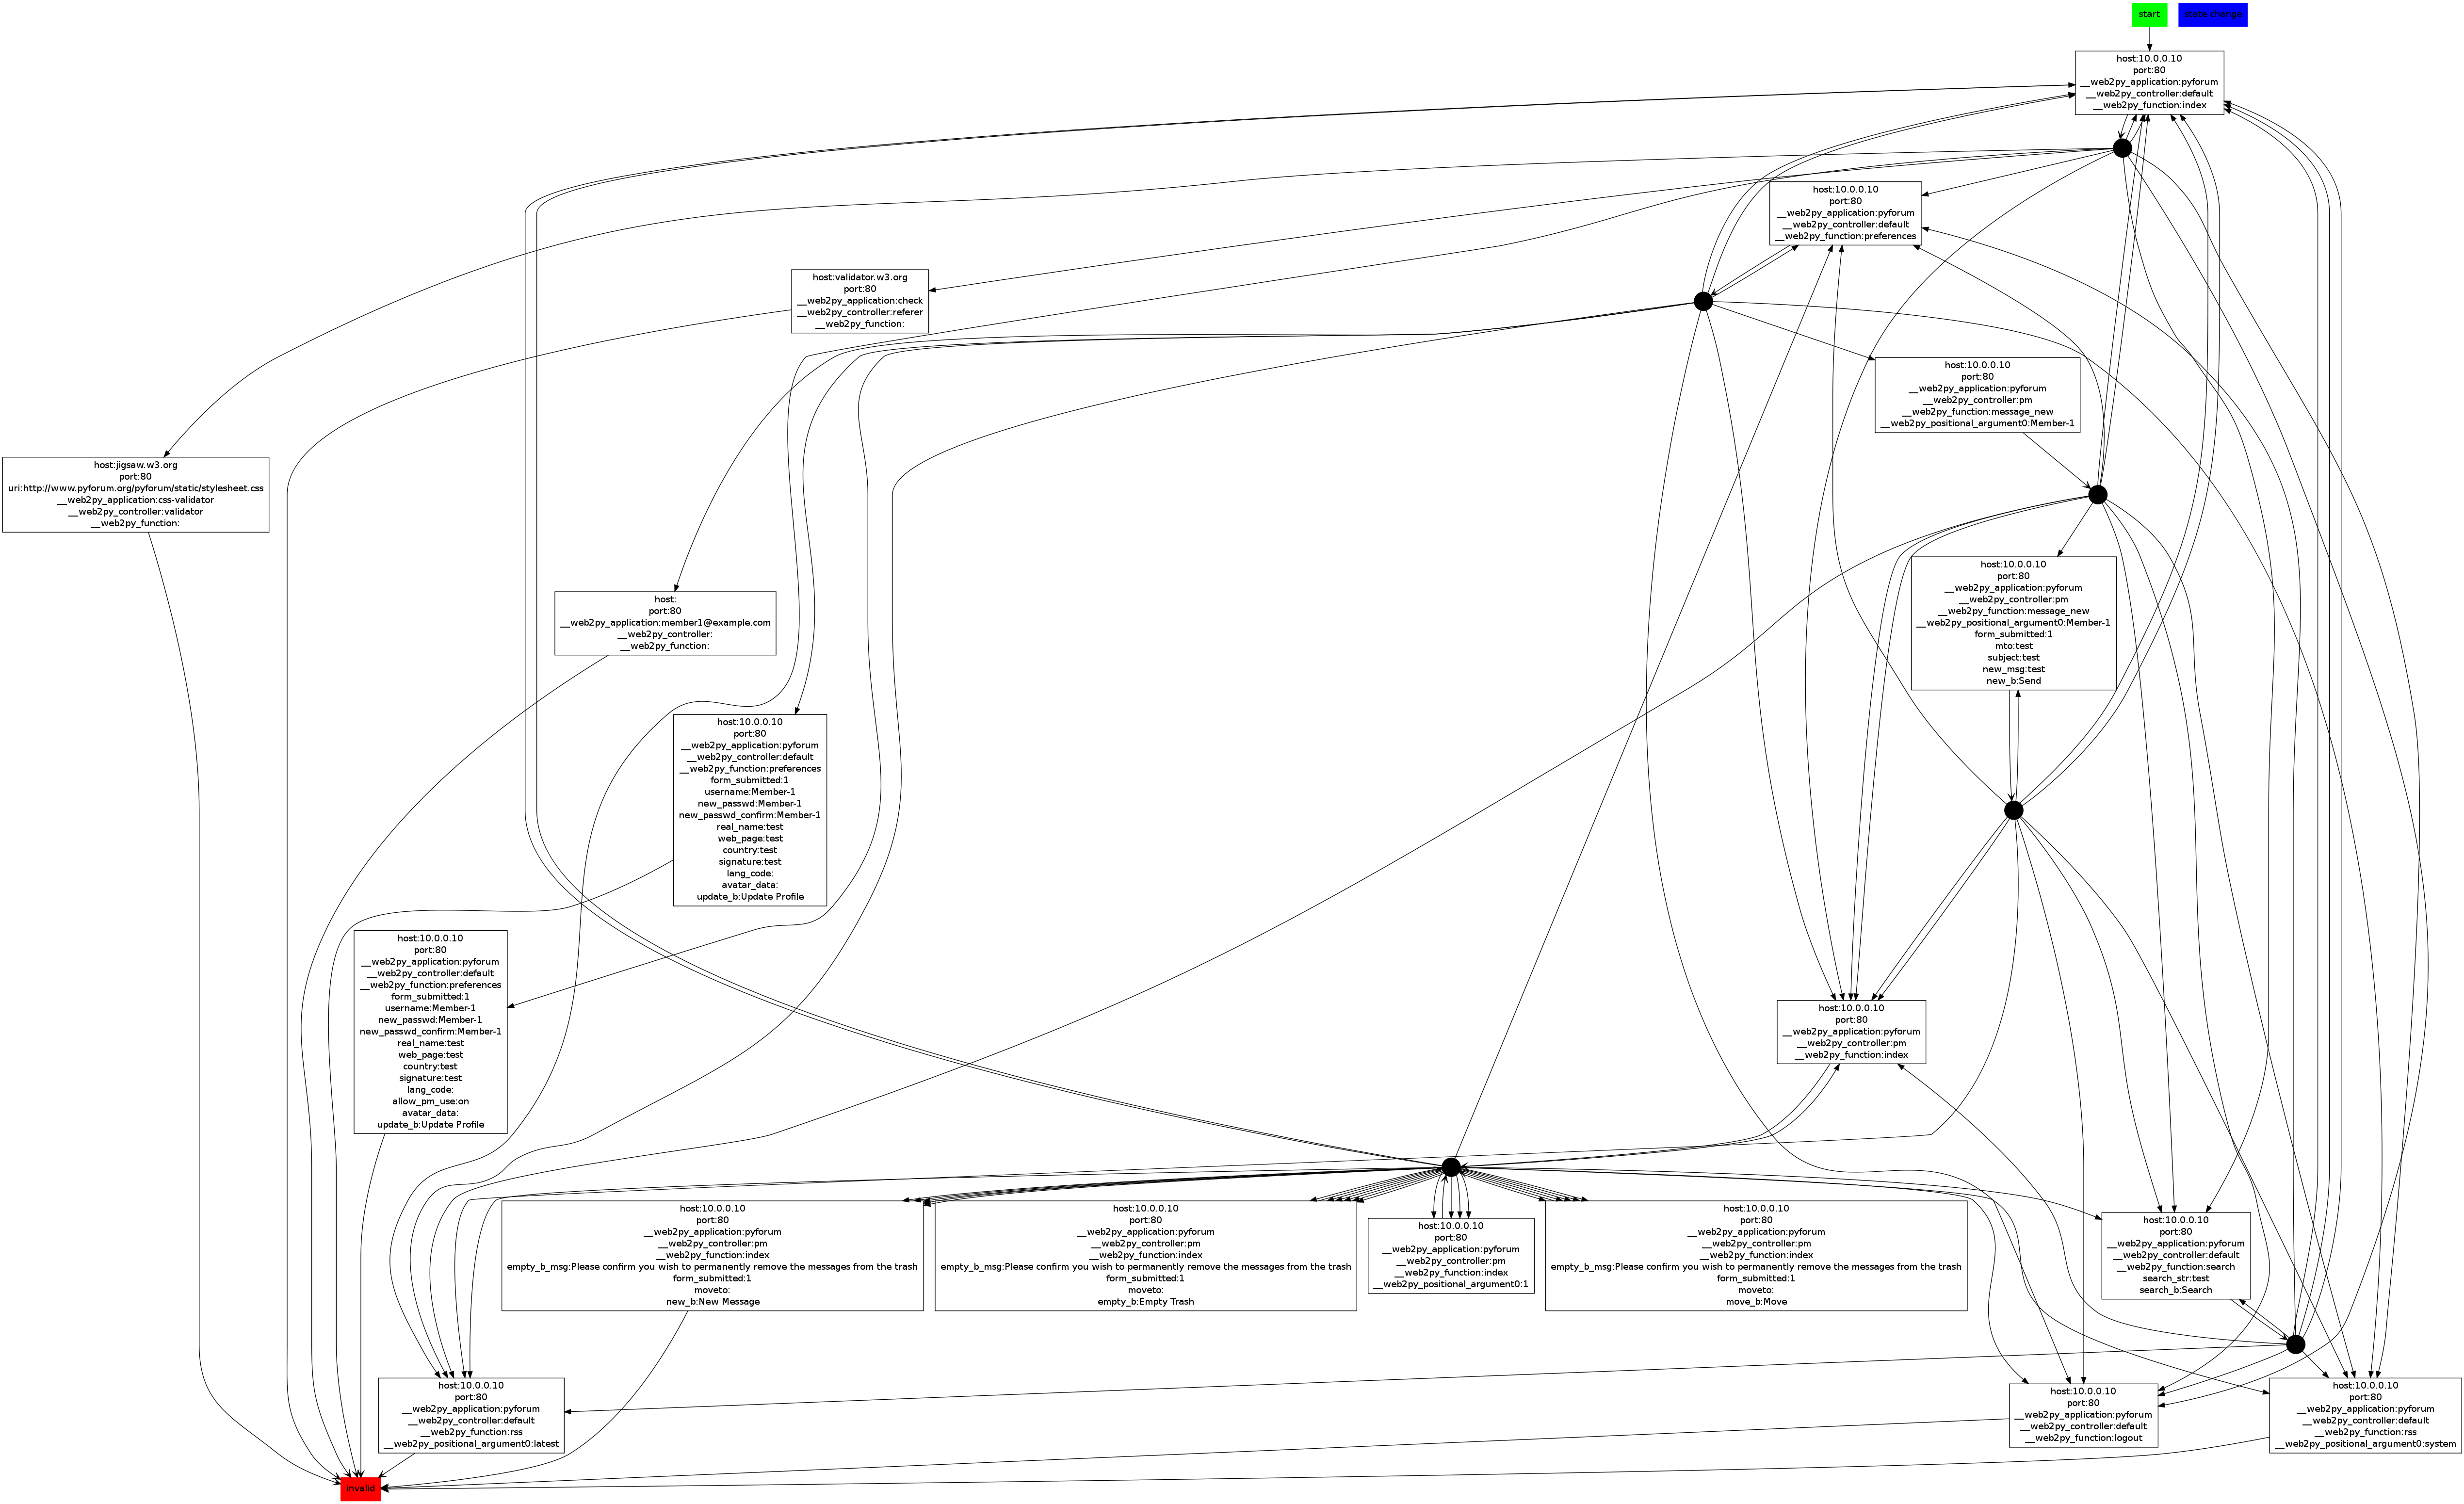 start
state change
host:10.0.0.10
port:80
__web2py_application:pyforum
__web2py_controller:default
__web2py_function:index
host:10.0.0.10
port:80
__web2py_application:pyforum
__web2py_controller:default
__web2py_function:preferences
host:validator.w3.org
port:80
__web2py_application:check
__web2py_controller:referer
__web2py_function:
host:10.0.0.10
port:80
__web2py_application:pyforum
__web2py_controller:pm
__web2py_function:message_new
__web2py_positional_argument0:Member-1
host:jigsaw.w3.org
port:80
uri:http://www.pyforum.org/pyforum/static/stylesheet.css
__web2py_application:css-validator
__web2py_controller:validator
__web2py_function:
host:10.0.0.10
port:80
__web2py_application:pyforum
__web2py_controller:pm
__web2py_function:message_new
__web2py_positional_argument0:Member-1
form_submitted:1
mto:test
subject:test
new_msg:test
new_b:Send
host:
port:80
__web2py_application:member1@example.com
__web2py_controller:
__web2py_function:
host:10.0.0.10
port:80
__web2py_application:pyforum
__web2py_controller:default
__web2py_function:preferences
form_submitted:1
username:Member-1
new_passwd:Member-1
new_passwd_confirm:Member-1
real_name:test
web_page:test
country:test
signature:test
lang_code:
avatar_data:
update_b:Update Profile
host:10.0.0.10
port:80
__web2py_application:pyforum
__web2py_controller:default
__web2py_function:preferences
form_submitted:1
username:Member-1
new_passwd:Member-1
new_passwd_confirm:Member-1
real_name:test
web_page:test
country:test
signature:test
lang_code:
allow_pm_use:on
avatar_data:
update_b:Update Profile
host:10.0.0.10
port:80
__web2py_application:pyforum
__web2py_controller:pm
__web2py_function:index
host:10.0.0.10
port:80
__web2py_application:pyforum
__web2py_controller:pm
__web2py_function:index
empty_b_msg:Please confirm you wish to permanently remove the messages from the trash
form_submitted:1
moveto:
new_b:New Message
host:10.0.0.10
port:80
__web2py_application:pyforum
__web2py_controller:pm
__web2py_function:index
empty_b_msg:Please confirm you wish to permanently remove the messages from the trash
form_submitted:1
moveto:
empty_b:Empty Trash
host:10.0.0.10
port:80
__web2py_application:pyforum
__web2py_controller:pm
__web2py_function:index
__web2py_positional_argument0:1
host:10.0.0.10
port:80
__web2py_application:pyforum
__web2py_controller:pm
__web2py_function:index
empty_b_msg:Please confirm you wish to permanently remove the messages from the trash
form_submitted:1
moveto:
move_b:Move
host:10.0.0.10
port:80
__web2py_application:pyforum
__web2py_controller:default
__web2py_function:search
search_str:test
search_b:Search
host:10.0.0.10
port:80
__web2py_application:pyforum
__web2py_controller:default
__web2py_function:rss
__web2py_positional_argument0:latest
host:10.0.0.10
port:80
__web2py_application:pyforum
__web2py_controller:default
__web2py_function:logout
host:10.0.0.10
port:80
__web2py_application:pyforum
__web2py_controller:default
__web2py_function:rss
__web2py_positional_argument0:system
invalid